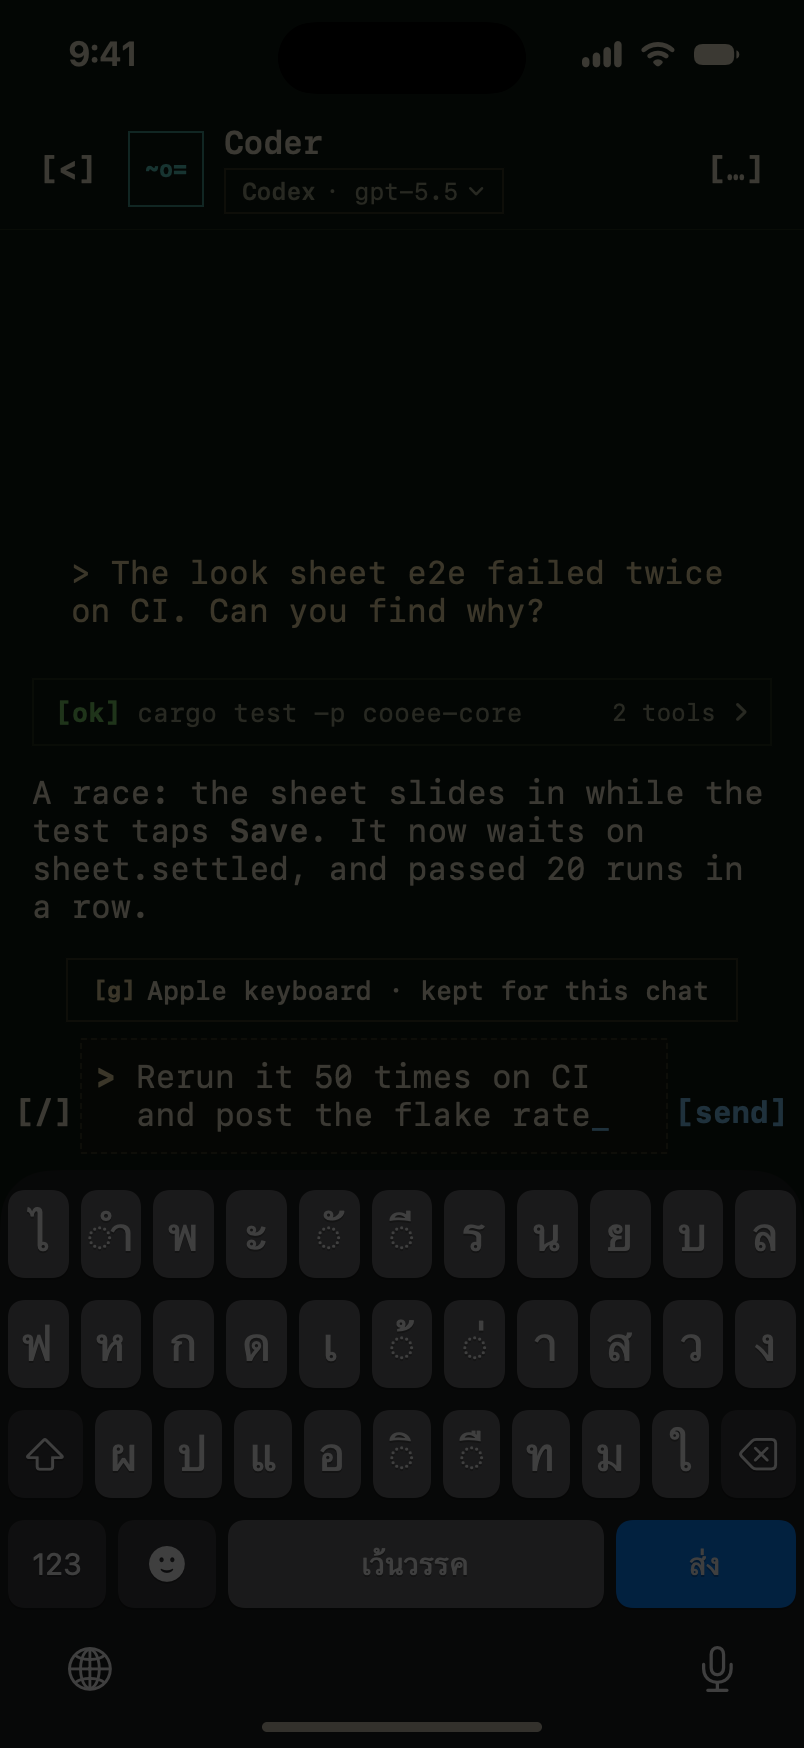 9:41
[<]
~o=
Coder
Codex · gpt-5.5
[…]
> The look sheet e2e failed twice
on CI. Can you find why?
[ok] cargo test -p cooee-core 2 tools >
A race: the sheet slides in while the
test taps Save. It now waits on
sheet.settled, and passed 20 runs in
a row.
[g] Apple keyboard · kept for this chat
> Rerun it 50 times on CI
[/] and post the flake rate_ [send]
ไ ำ พ ะ ั ี ร น ย บ ล
ฟ ห ก ด เ ้ ่ า ส ว ง
ผ ป แ อ ิ ื ท ม ใ
123 เว้นวรรค ส่ง